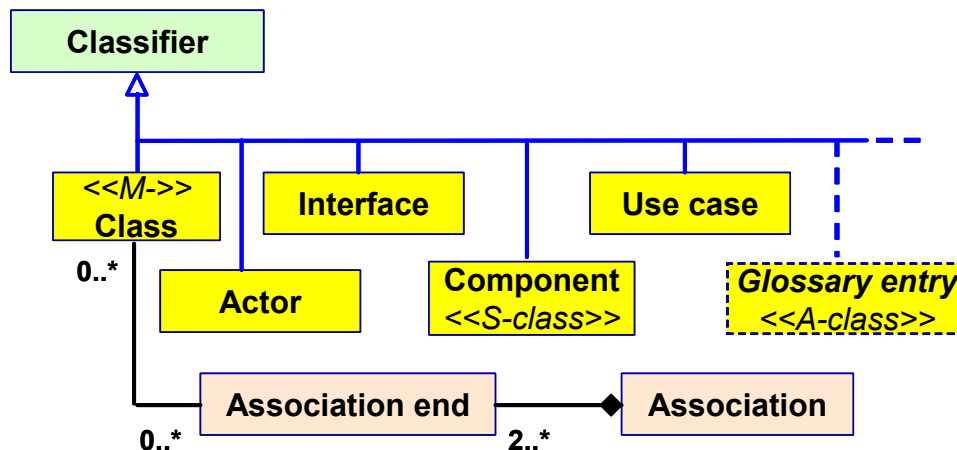 Classifier
<<M->>
Class
Interface
Use case
0..*
Actor
Component
<<S-class>>
Glossary entry
<<A-class>>
Association end
Association
0..*
2..*